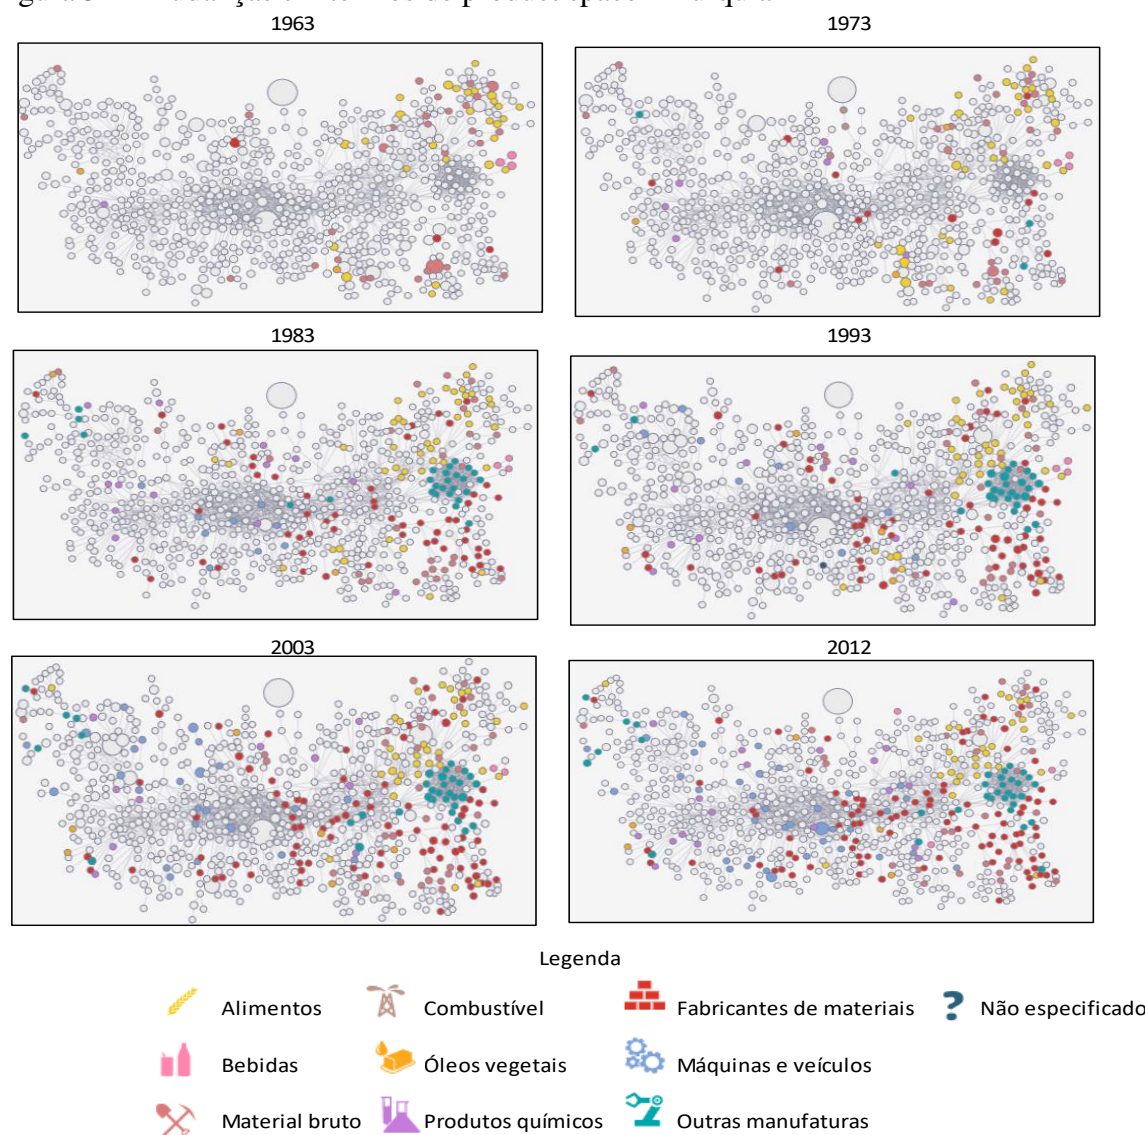 1963 1973
1983 1993
2003 2012
Legenda
Alimentos Combustível Fabricantes de materiais Não especificado
Bebidas Óleos vegetais Máquinas e veículos
Material bruto Produtos químicos Outras manufaturas